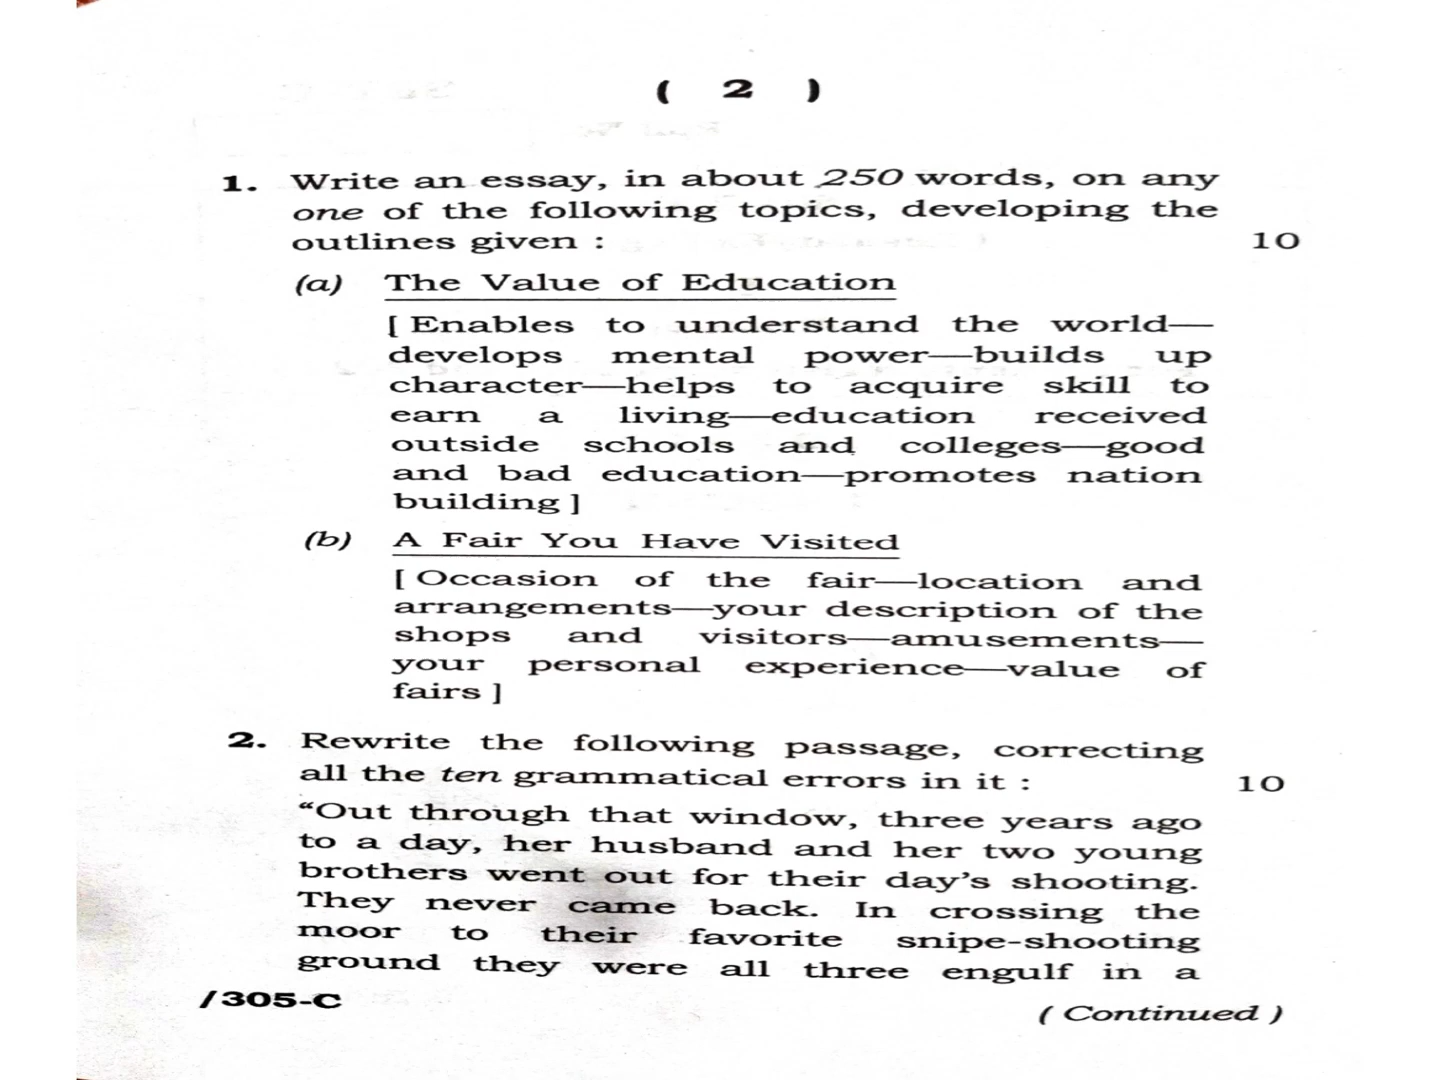 ( 2 )
1. Write an essay, in about 250 words, on any
one of the following topics, developing the
outlines given : 10
(a) The Value of Education
[ Enables to understand the world—
develops mental power—builds up
character—helps to acquire skill to
earn a living—education received
outside schools and colleges—good
and bad education—promotes nation
building ]
(b) A Fair You Have Visited
[ Occasion of the fair—location and
arrangements—your description of the
shops and visitors—amusements—
your personal experience—value of
fairs ]
2. Rewrite the following passage, correcting
all the ten grammatical errors in it : 10
“Out through that window, three years ago
to a day, her husband and her two young
brothers went out for their day’s shooting.
They never came back. In crossing the
moor to their favorite snipe-shooting
ground they were all three engulf in a
/305-C ( Continued )